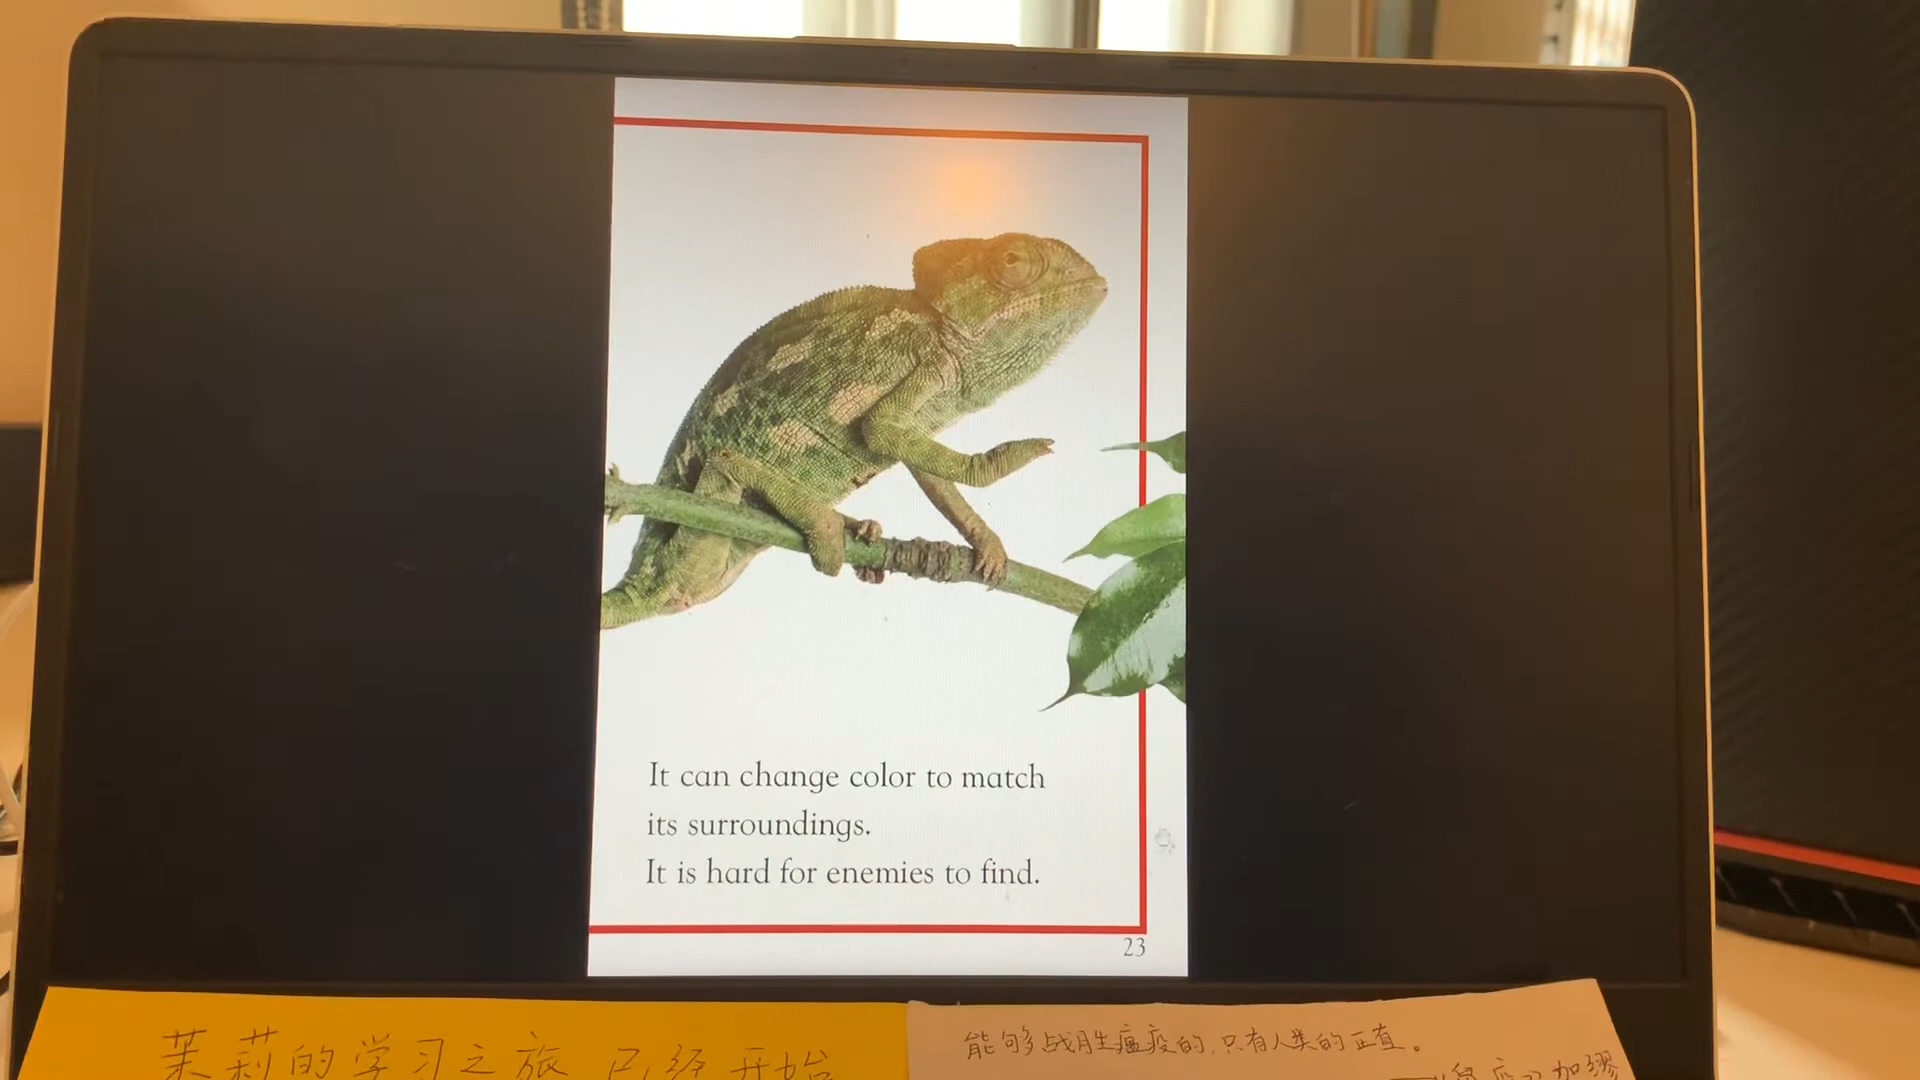 It can change color to match
its surroundings.
It is hard for enemies to find.
23
茉莉的学习之旅 已经开始
能够战胜瘟疫的,只有人类的正直。
加缪